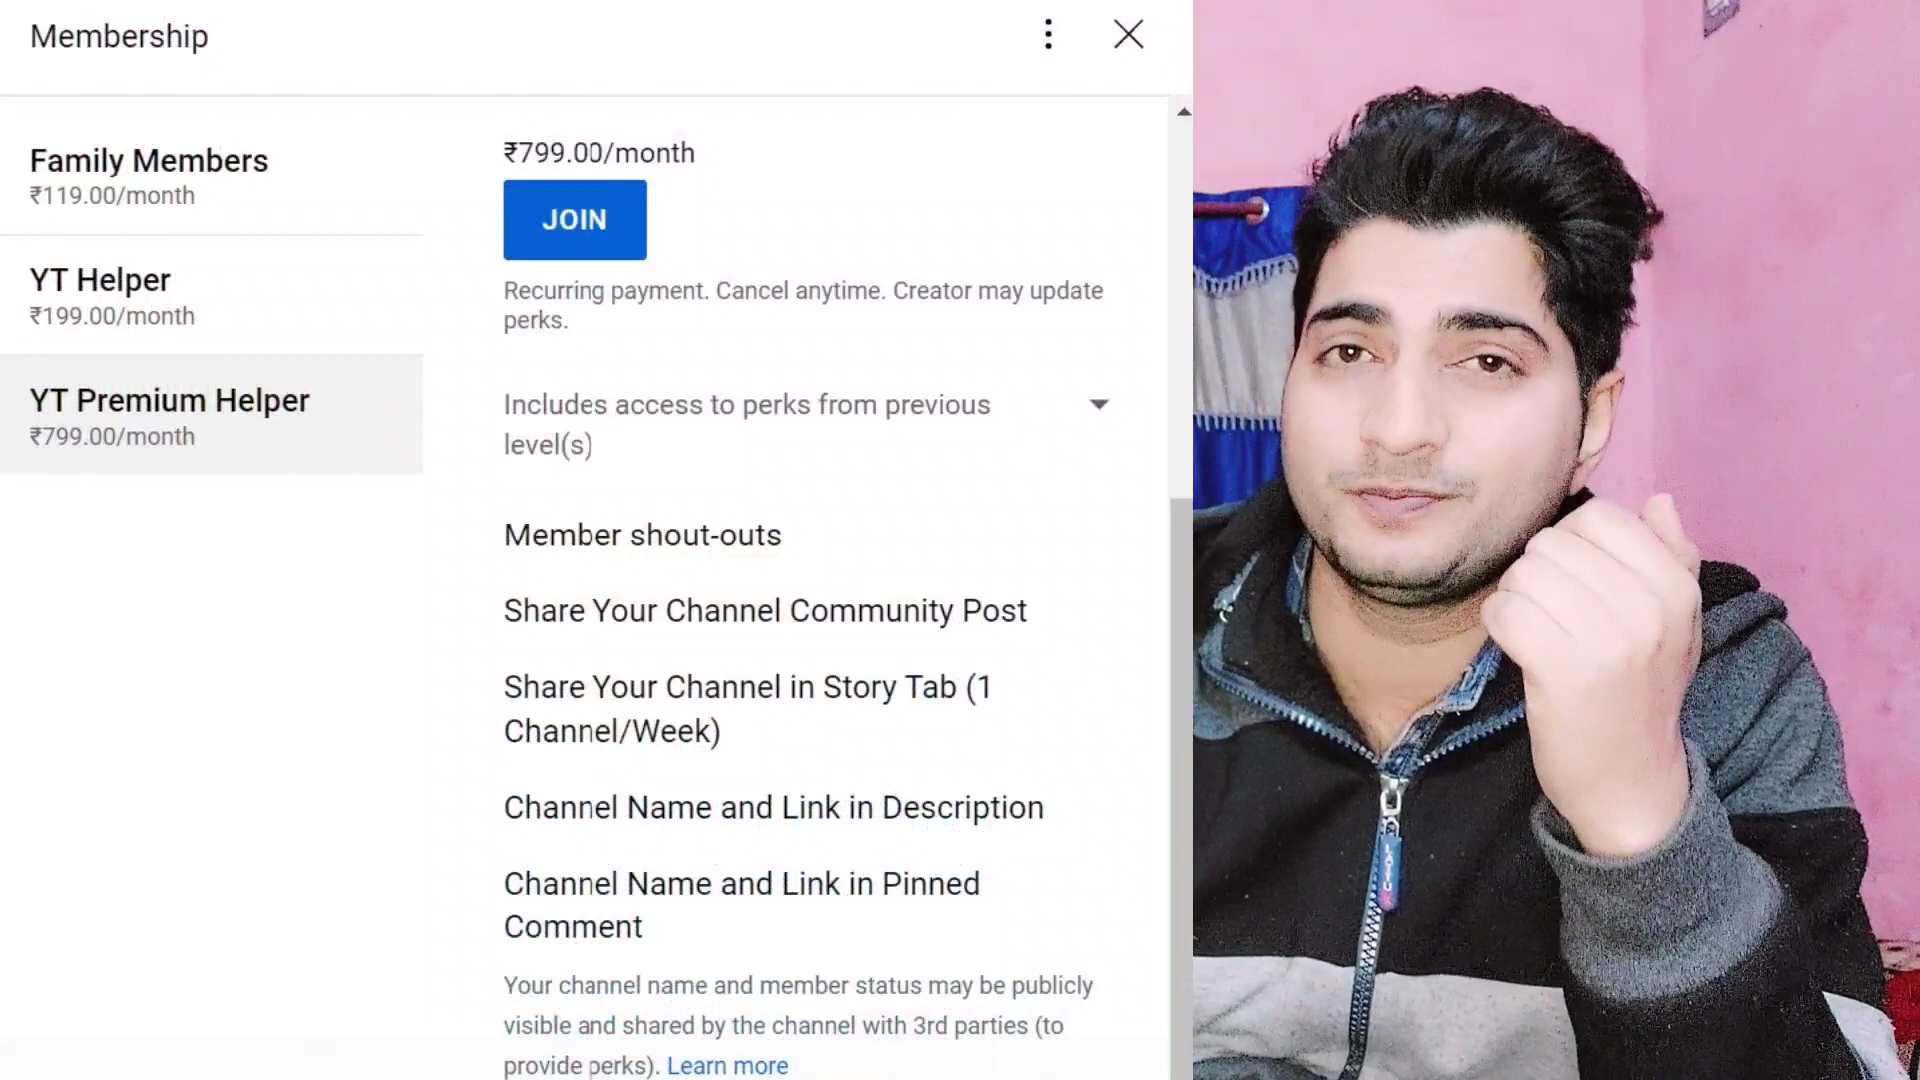 Membership
Family Members
₹119.00/month
YT Helper
₹199.00/month
YT Premium Helper
₹799.00/month
₹799.00/month
JOIN
Recurring payment. Cancel anytime. Creator may update
perks.
Includes access to perks from previous
level(s)
Member shout-outs
Share Your Channel Community Post
Share Your Channel in Story Tab (1
Channel/Week)
Channel Name and Link in Description
Channel Name and Link in Pinned
Comment
Your channel name and member status may be publicly
visible and shared by the channel with 3rd parties (to
provide perks). Learn more